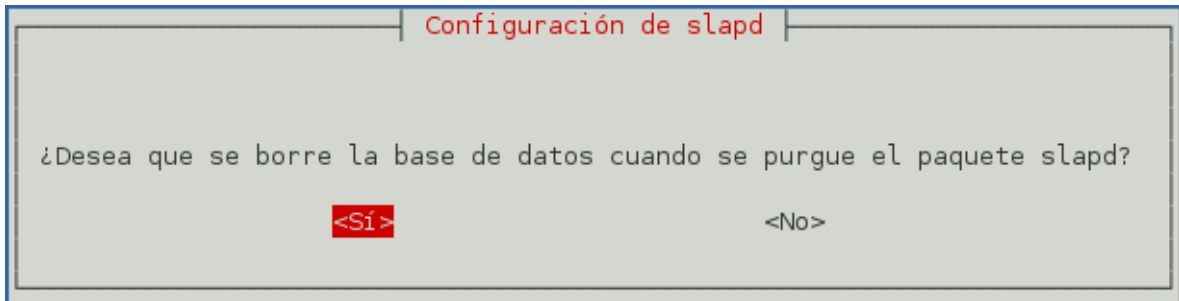 Configuración de slapd
¿Desea que se borre la base de datos cuando se purgue el paquete slapd?
<Sí> <No>